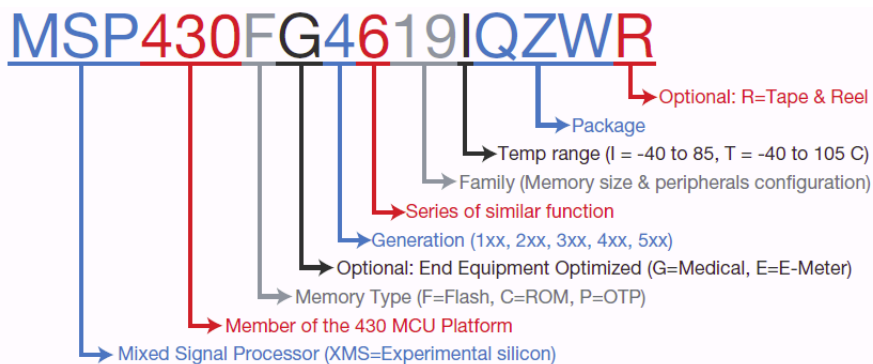 MSP430FG4619IQZWR
Optional: R=Tape & Reel
Package
Temp range (I = -40 to 85, T = -40 to 105 C)
Family (Memory size & peripherals configuration)
Series of similar function
Generation (1xx, 2xx, 3xx, 4xx, 5xx)
Optional: End Equipment Optimized (G=Medical, E=E-Meter)
Memory Type (F=Flash, C=ROM, P=OTP)
Member of the 430 MCU Platform
Mixed Signal Processor (XMS=Experimental silicon)